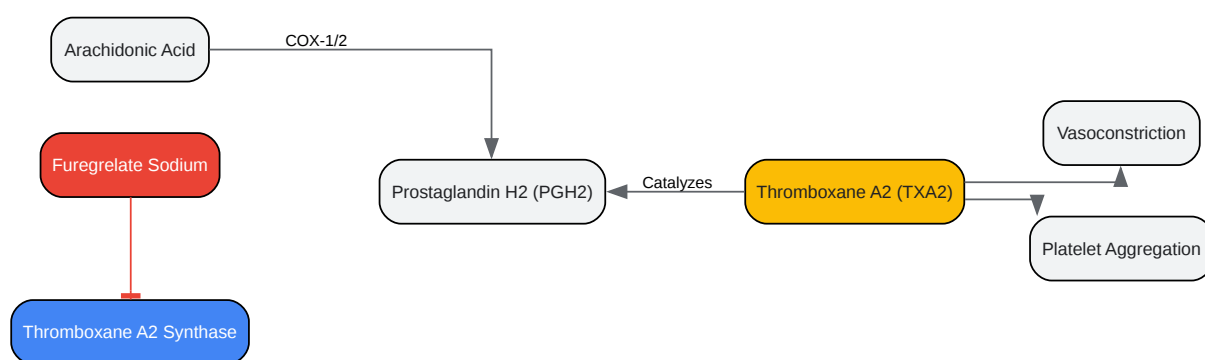 Arachidonic Acid
COX-1/2
Furegrelate Sodium
Prostaglandin H2 (PGH2)
Catalyzes
Thromboxane A2 (TXA2)
Vasoconstriction
Platelet Aggregation
Thromboxane A2 Synthase